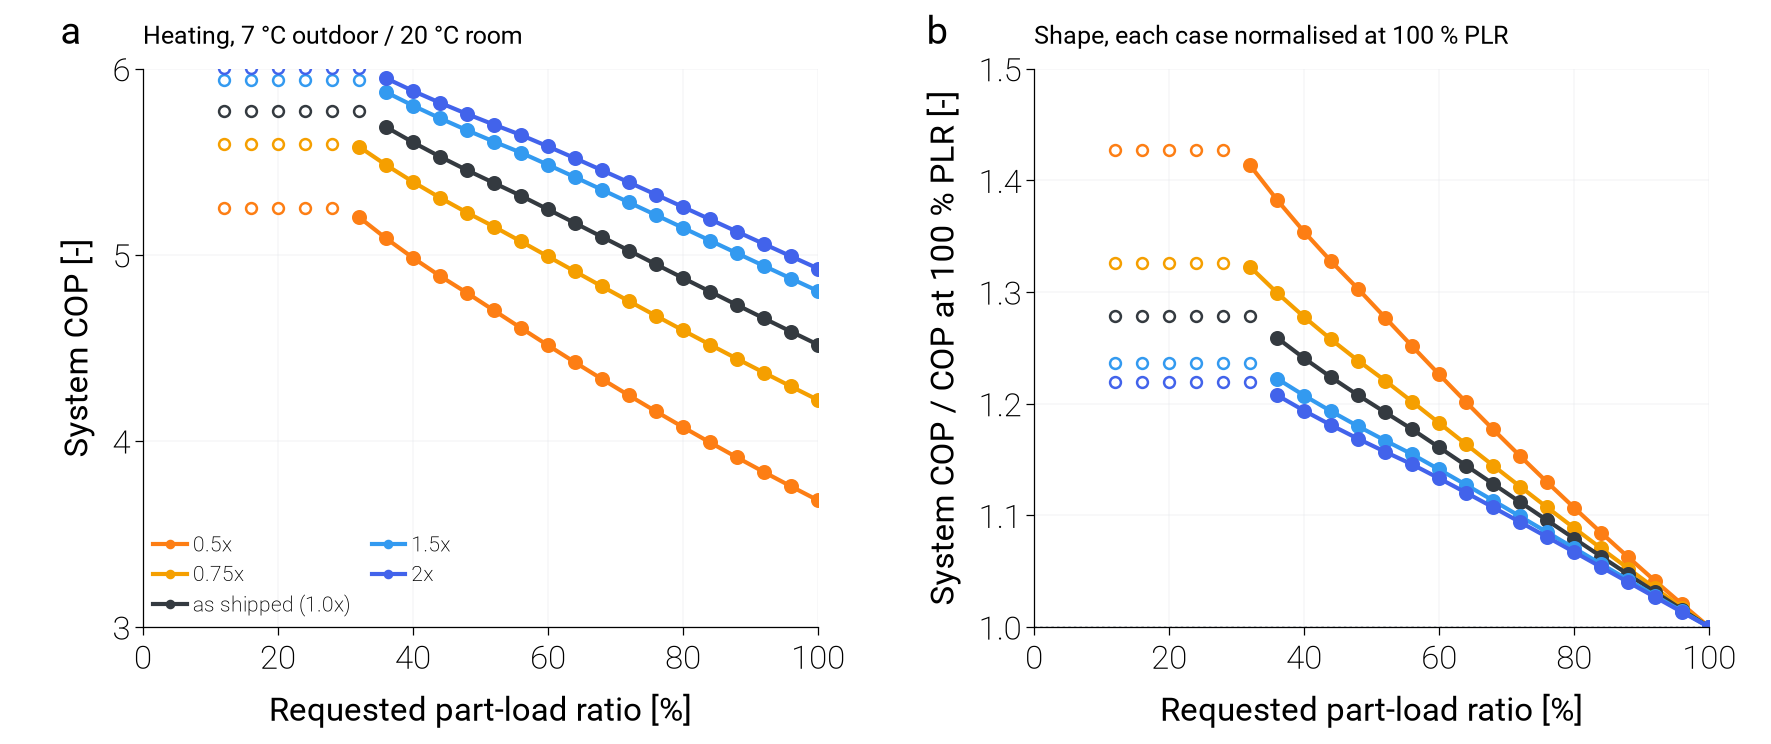 a
Heating, 7 °C outdoor / 20 °C room
System COP [-]
6
5
4
3
0.5x
0.75x
as shipped (1.0x)
1.5x
2x
0 20 40 60 80 100
Requested part-load ratio [%]
b
Shape, each case normalised at 100 % PLR
System COP / COP at 100 % PLR [-]
1.5
1.4
1.3
1.2
1.1
1.0
0 20 40 60 80 100
Requested part-load ratio [%]